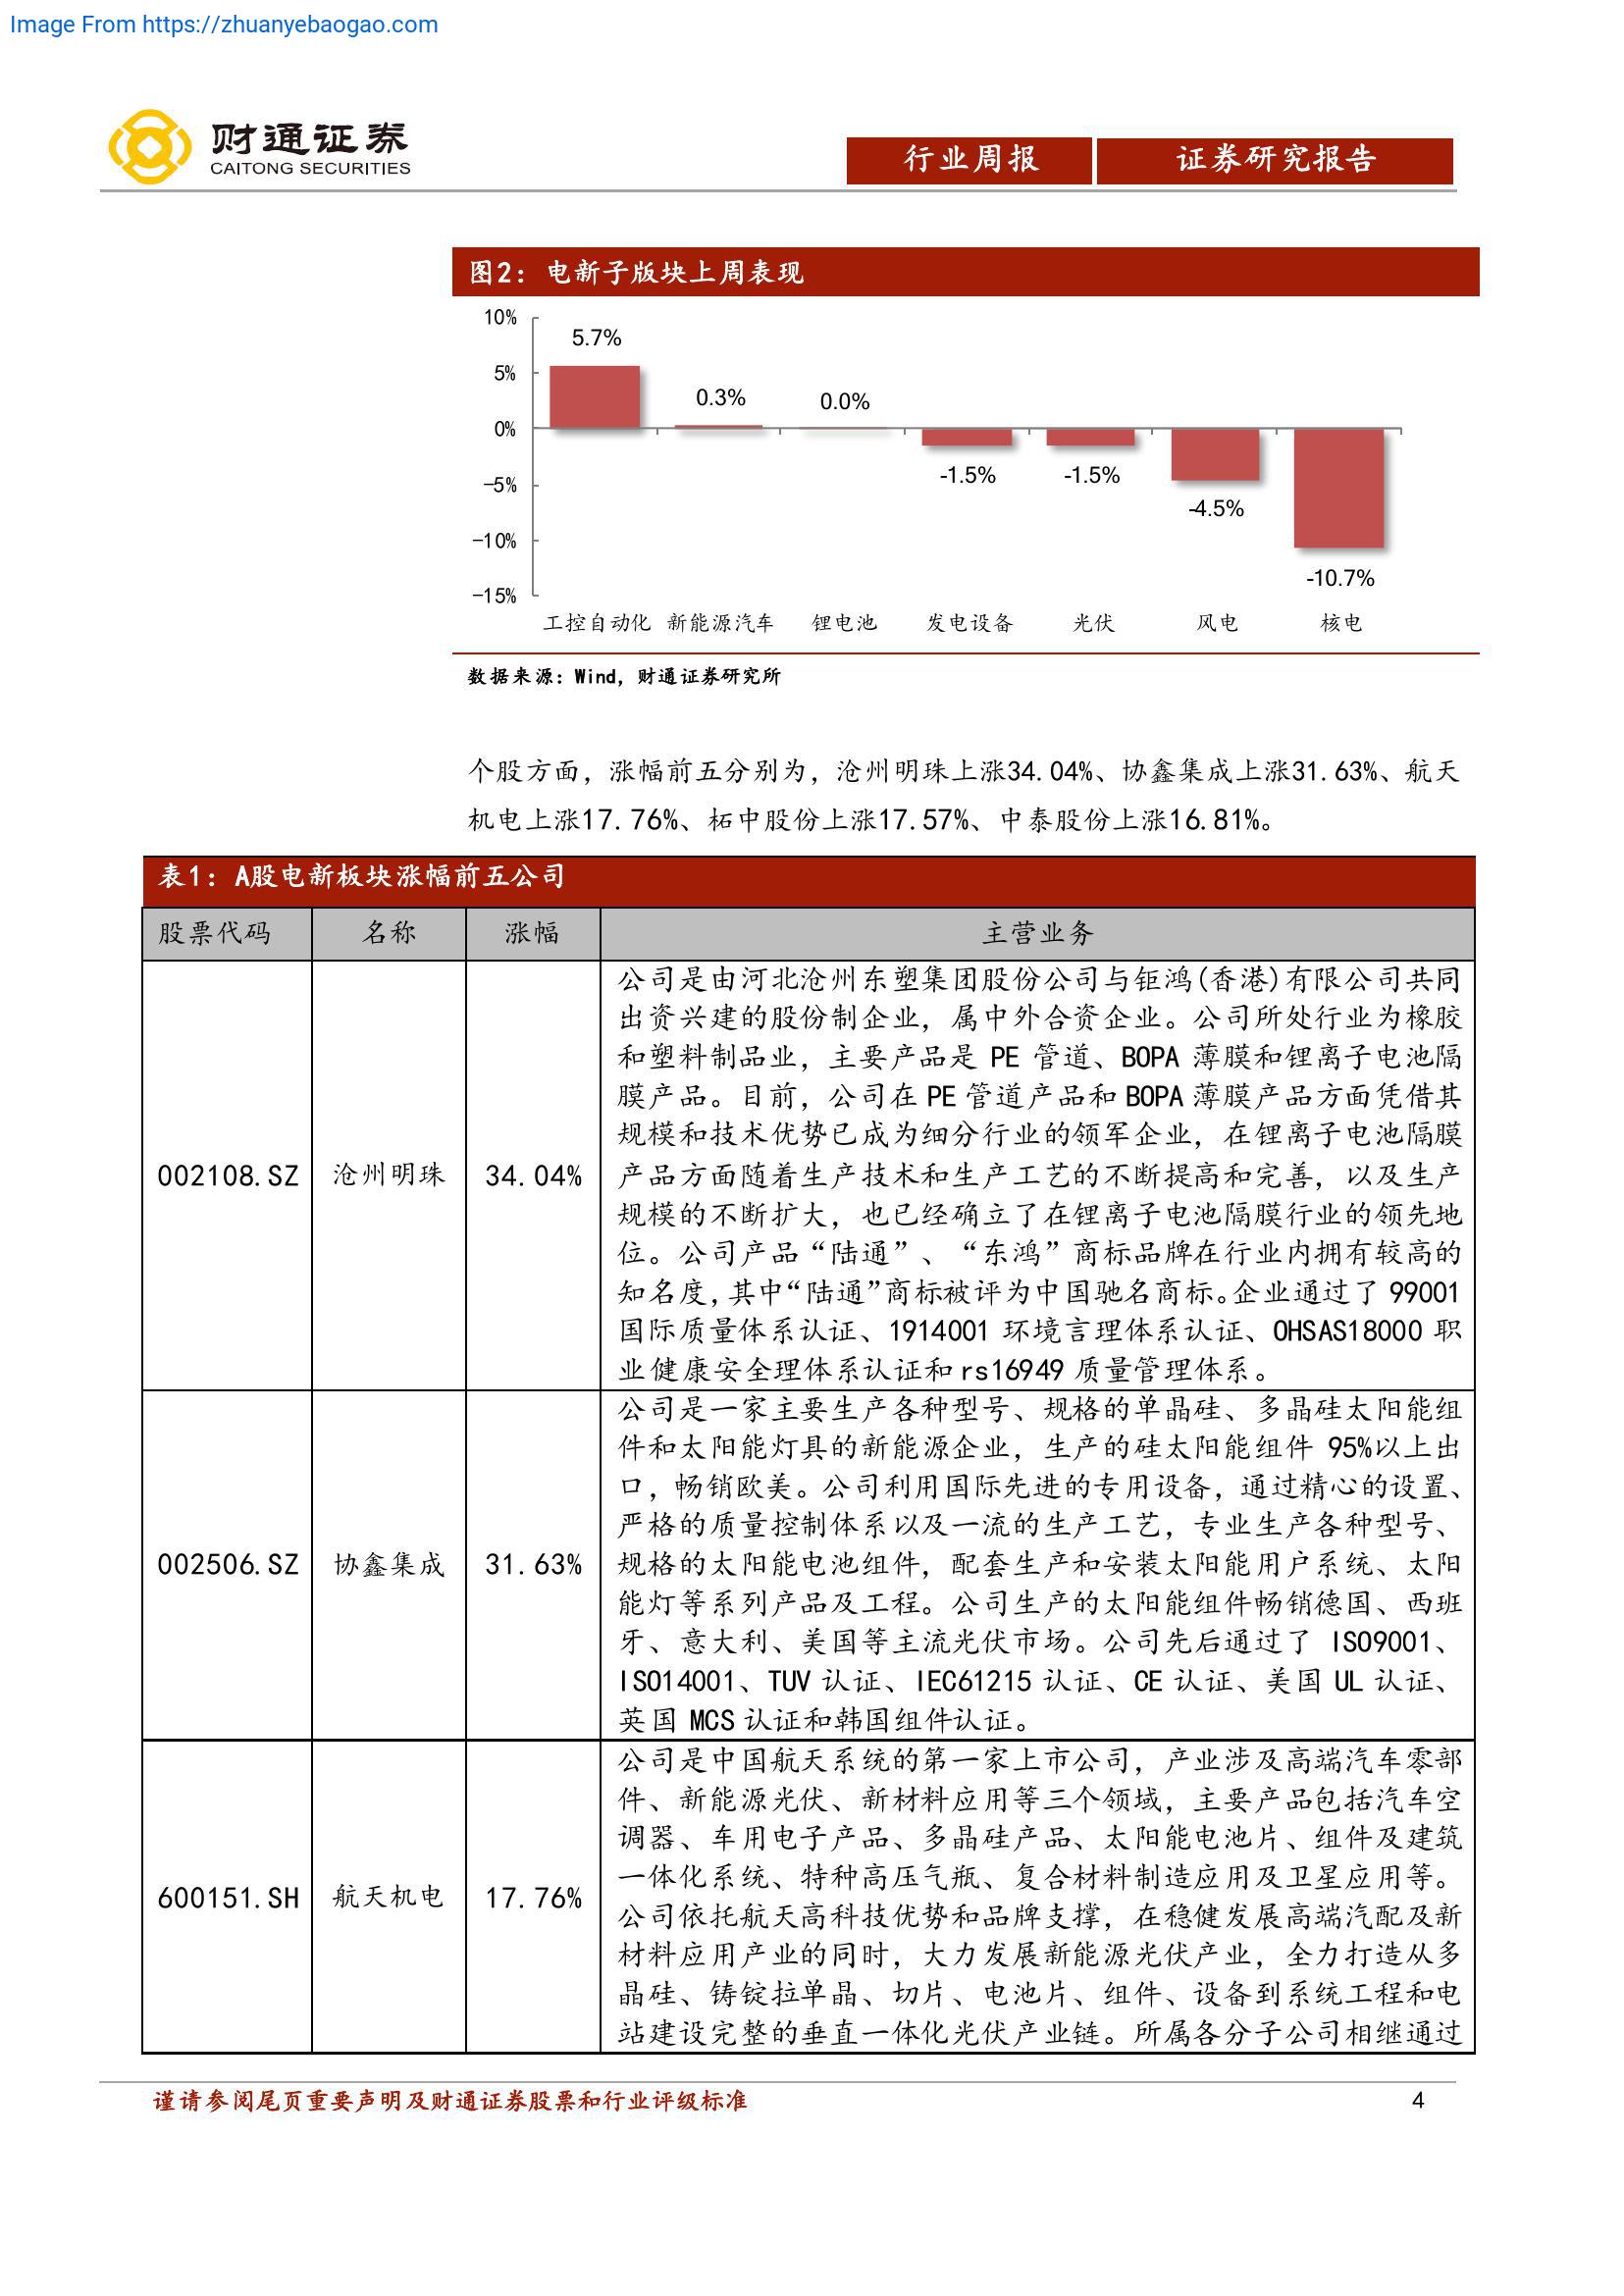 Image From https://zhuanyebaogao.com
财通证券
CAITONG SECURITIES
行业周报
证券研究报告
图2：电新子版块上周表现
10%
5%
0%
-5%
-10%
-15%
5.7%
0.3%
0.0%
-1.5%
-1.5%
-4.5%
-10.7%
工控自动化 新能源汽车 锂电池 发电设备 光伏 风电 核电
数据来源：Wind，财通证券研究所
个股方面，涨幅前五分别为，沧州明珠上涨34.04%、协鑫集成上涨31.63%、航天
机电上涨17.76%、柘中股份上涨17.57%、中泰股份上涨16.81%。
表1：A股电新板块涨幅前五公司
股票代码 名称 涨幅 主营业务
002108.SZ 沧州明珠 34.04%
公司是由河北沧州东塑集团股份公司与钜鸿(香港)有限公司共同
出资兴建的股份制企业，属中外合资企业。公司所处行业为橡胶
和塑料制品业，主要产品是 PE 管道、BOPA 薄膜和锂离子电池隔
膜产品。目前，公司在 PE 管道产品和 BOPA 薄膜产品方面凭借其
规模和技术优势已成为细分行业的领军企业，在锂离子电池隔膜
产品方面随着生产技术和生产工艺的不断提高和完善，以及生产
规模的不断扩大，也已经确立了在锂离子电池隔膜行业的领先地
位。公司产品“陆通”、“东鸿”商标品牌在行业内拥有较高的
知名度，其中“陆通”商标被评为中国驰名商标。企业通过了 99001
国际质量体系认证、1914001 环境言理体系认证、OHSAS18000 职
业健康安全理体系认证和 rs16949 质量管理体系。
002506.SZ 协鑫集成 31.63%
公司是一家主要生产各种型号、规格的单晶硅、多晶硅太阳能组
件和太阳能灯具的新能源企业，生产的硅太阳能组件 95%以上出
口，畅销欧美。公司利用国际先进的专用设备，通过精心的设置、
严格的质量控制体系以及一流的生产工艺，专业生产各种型号、
规格的太阳能电池组件，配套生产和安装太阳能用户系统、太阳
能灯等系列产品及工程。公司生产的太阳能组件畅销德国、西班
牙、意大利、美国等主流光伏市场。公司先后通过了 ISO9001、
ISO14001、TUV 认证、IEC61215 认证、CE 认证、美国 UL 认证、
英国 MCS 认证和韩国组件认证。
600151.SH 航天机电 17.76%
公司是中国航天系统的第一家上市公司，产业涉及高端汽车零部
件、新能源光伏、新材料应用等三个领域，主要产品包括汽车空
调器、车用电子产品、多晶硅产品、太阳能电池片、组件及建筑
一体化系统、特种高压气瓶、复合材料制造应用及卫星应用等。
公司依托航天高科技优势和品牌支撑，在稳健发展高端汽配及新
材料应用产业的同时，大力发展新能源光伏产业，全力打造从多
晶硅、铸锭拉单晶、切片、电池片、组件、设备到系统工程和电
站建设完整的垂直一体化光伏产业链。所属各分子公司相继通过
谨请参阅尾页重要声明及财通证券股票和行业评级标准
4